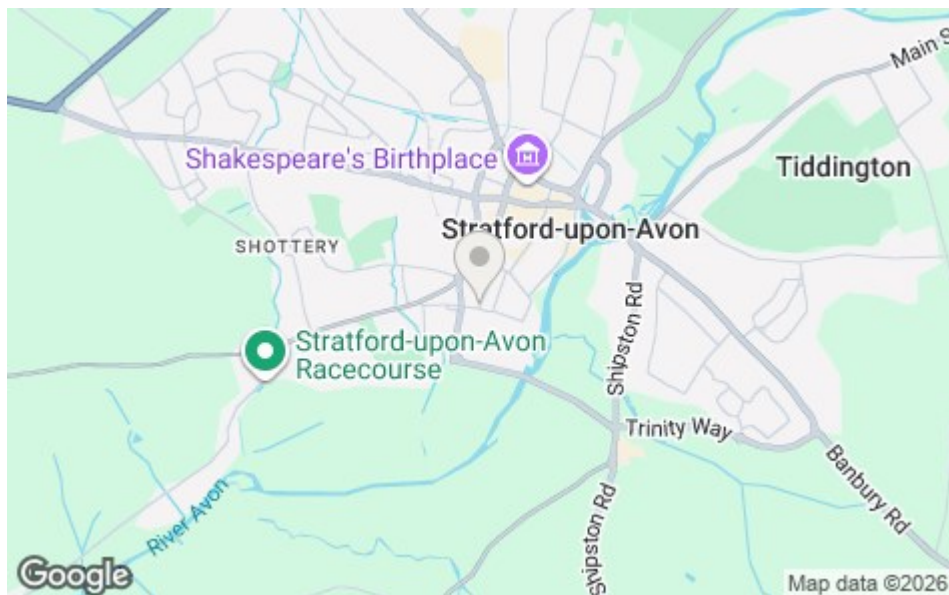 Main S
Shakespeare's Birthplace
Tiddington
Stratford-upon-Avon
SHOTTERY
Shipston Rd
Stratford-upon-Avon
Racecourse
Trinity Way
Banbury Rd
River Avon
Shipston Rd
Google
Map data ©2026